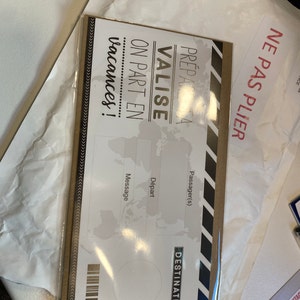 PRÉPARE TA
VALISE
ON PART EN
vacances !
Passager(s)
Départ
Message
DESTINAT
NE PAS PLIER